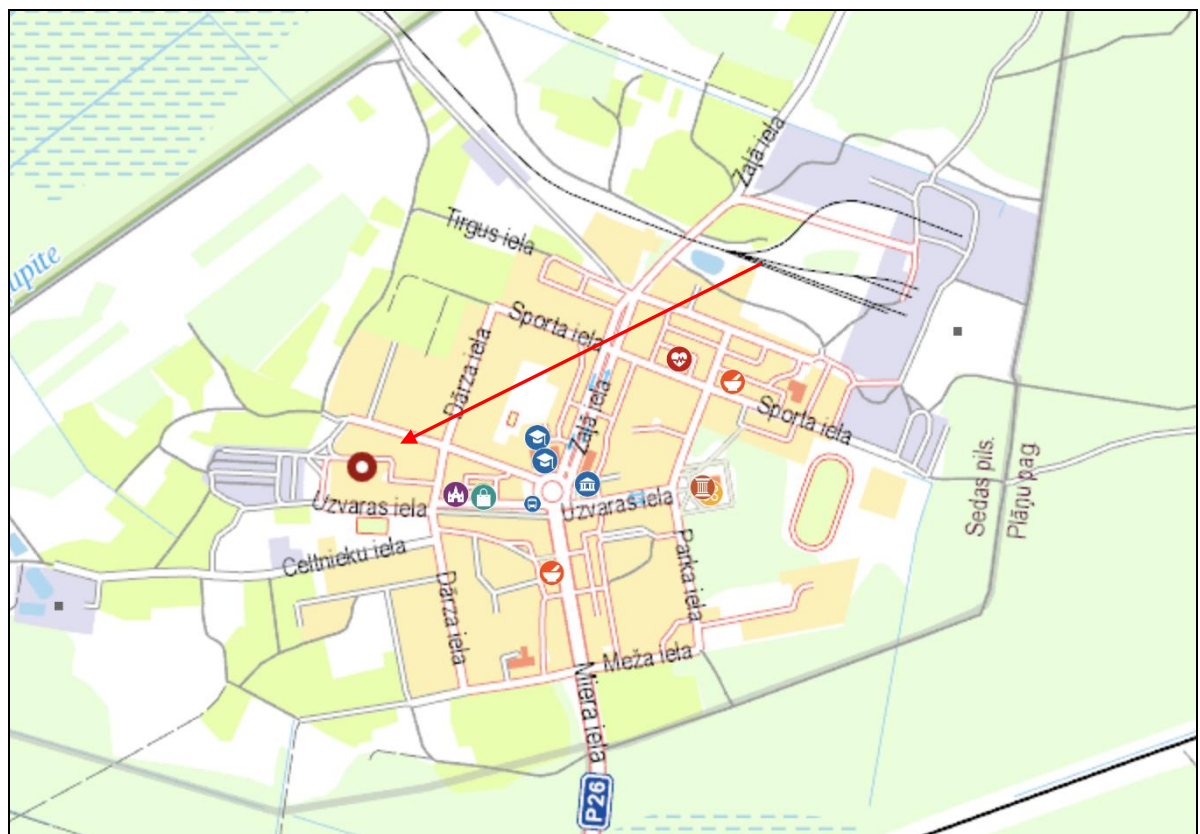 Zaļā iela
Tirgus iela
upite
Sporta iela
Dārza iela
Zaļā iela
Sporta iela
Sedas pils.
Plāņu pag.
Uzvaras iela
Uzvaras iela
Celtnieku iela
Parka iela
Dārza iela
Meža iela
Miera iela
P26